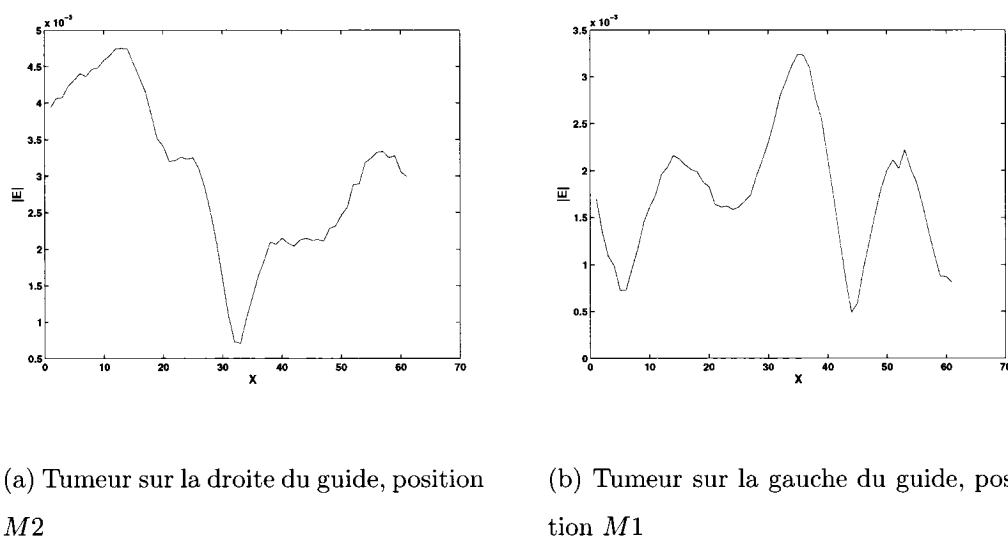 x 10⁻³
5
4.5
4
3.5
3
2.5
2
1.5
1
0.5
|E|
0 10 20 30 40 50 60 70
X
x 10⁻³
3.5
3
2.5
2
1.5
1
0.5
0
|E|
0 10 20 30 40 50 60 70
X
(a) Tumeur sur la droite du guide, position
M2
(b) Tumeur sur la gauche du guide, pos
tion M1